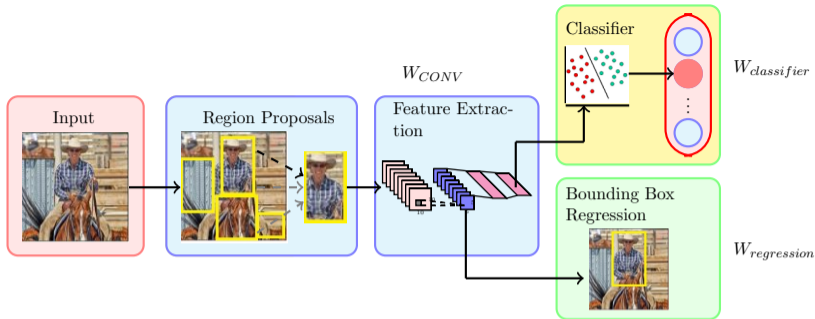 Input
Region Proposals
W_CONV
Feature Extrac-
tion
Classifier
W_classifier
Bounding Box
Regression
W_regression